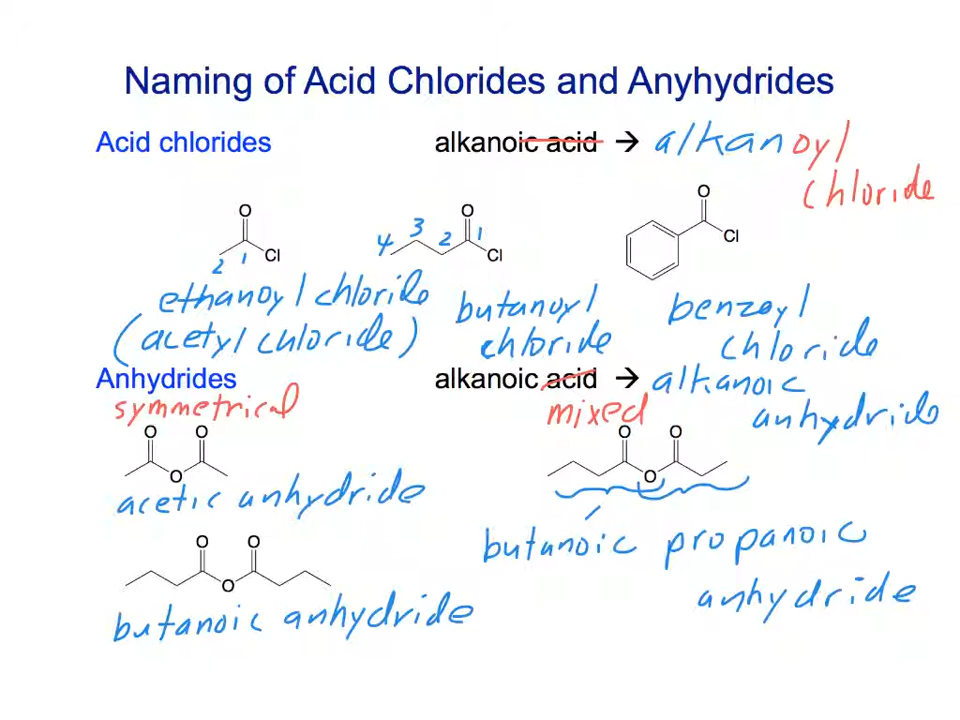 Naming of Acid Chlorides and Anyhydrides
Acid chlorides
alkanoic acid → alkanoyl
chloride
O
Cl
2 1
O
Cl
4 3 2 1
O
Cl
ethanoyl chloride
(acetyl chloride)
butanoyl
chloride
benzoyl
chloride
Anhydrides
alkanoic acid → alkanoic
anhydride
symmetrical
mixed
O O
O
acetic anhydride
O O
O
butanoic propanoic
anhydride
O O
O
butanoic anhydride